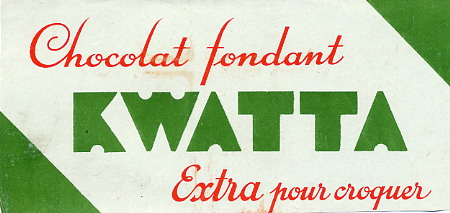 Chocolat fondant
KWATTA
Extra pour croquer